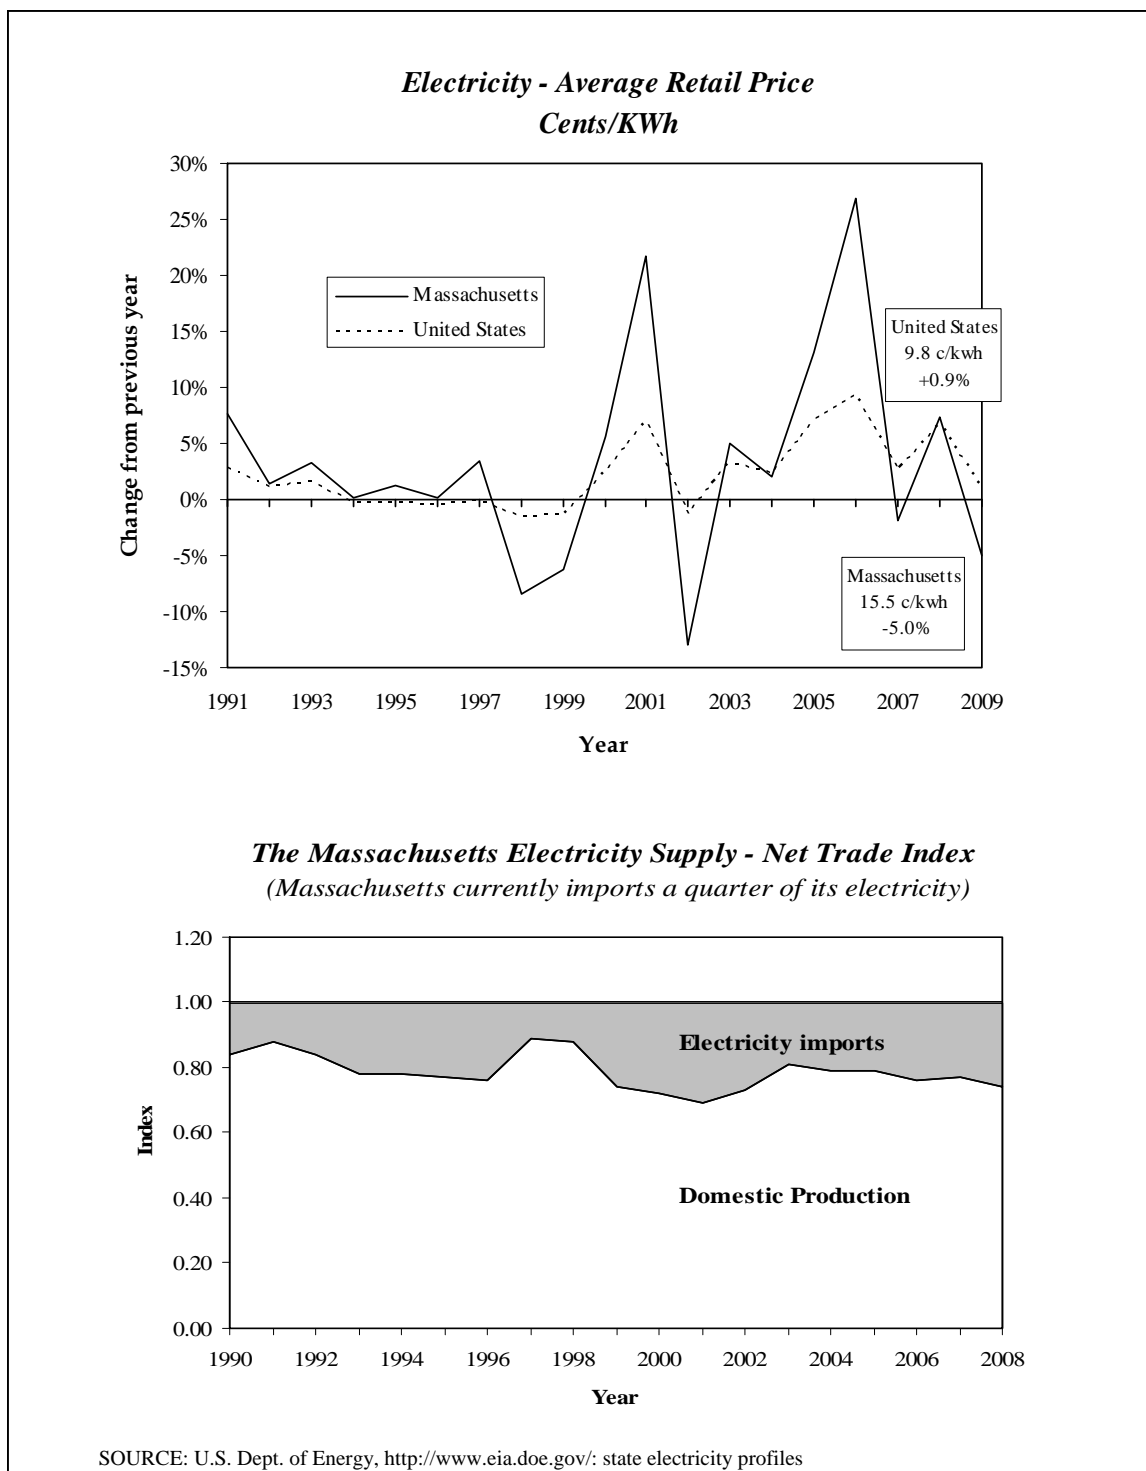 Electricity - Average Retail Price
Cents/KWh
30%
25%
20%
15%
10%
5%
0%
-5%
-10%
-15%
Change from previous year
Massachusetts
United States
United States
9.8 c/kwh
+0.9%
Massachusetts
15.5 c/kwh
-5.0%
1991 1993 1995 1997 1999 2001 2003 2005 2007 2009
Year
The Massachusetts Electricity Supply - Net Trade Index
(Massachusetts currently imports a quarter of its electricity)
1.20
1.00
0.80
0.60
0.40
0.20
0.00
Index
Electricity imports
Domestic Production
1990 1992 1994 1996 1998 2000 2002 2004 2006 2008
Year
SOURCE: U.S. Dept. of Energy, http://www.eia.doe.gov/: state electricity profiles